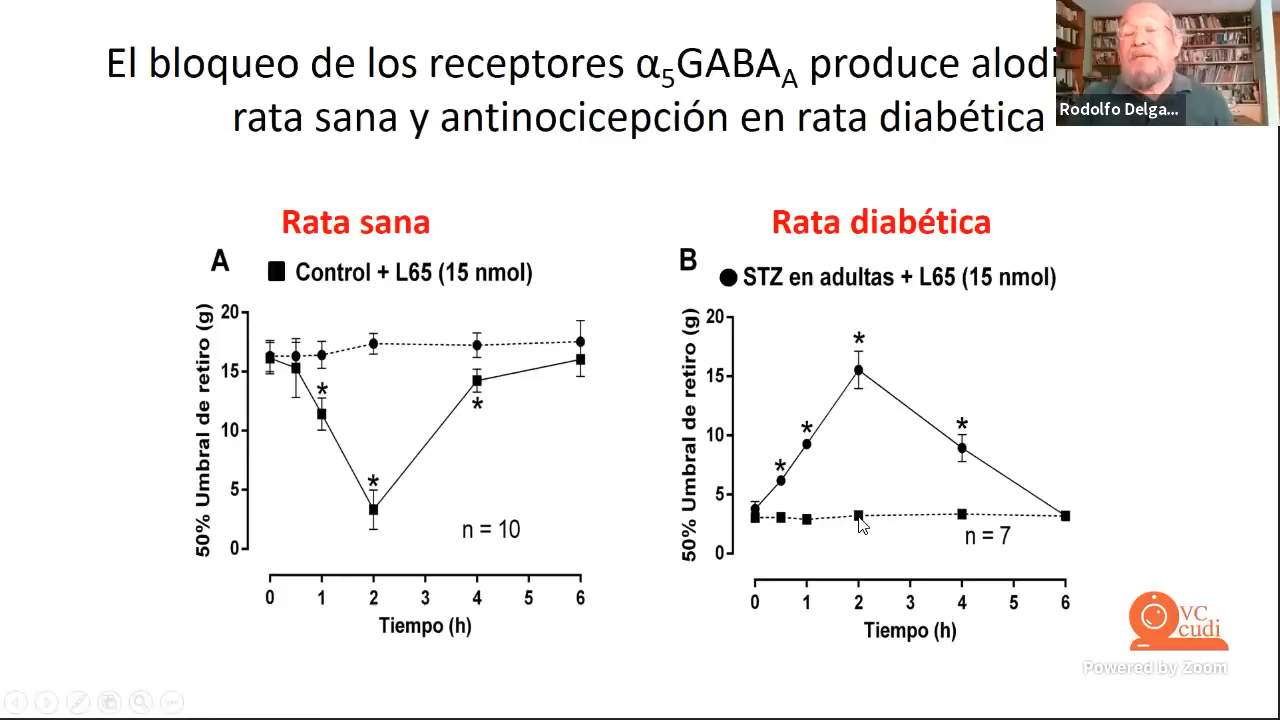 El bloqueo de los receptores α5GABAA produce alodi
rata sana y antinocicepción en rata diabética
Rodolfo Delga...
Rata sana
A
Control + L65 (15 nmol)
50% Umbral de retiro (g)
20
15
10
5
0
*
*
*
n = 10
0 1 2 3 4 5 6
Tiempo (h)
Rata diabética
B
STZ en adultas + L65 (15 nmol)
50% Umbral de retiro (g)
20
15
10
5
0
*
*
*
*
n = 7
0 1 2 3 4 5 6
Tiempo (h)
VC
cudi
Powered by Zoom